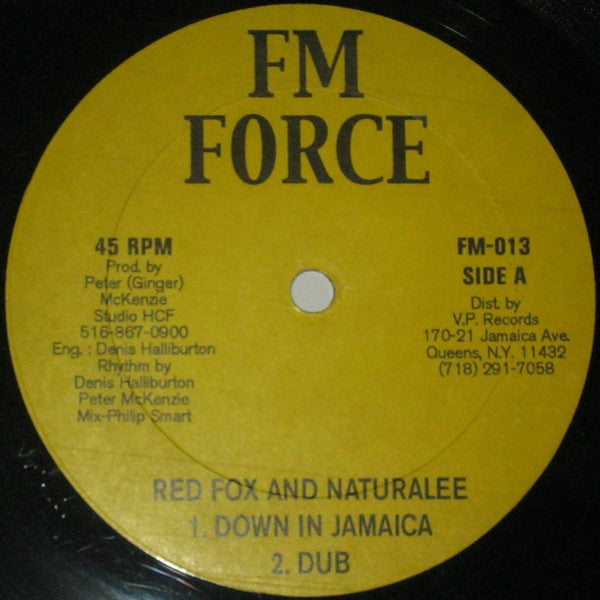 FM
FORCE
45 RPM
Prod. by
Peter (Ginger)
McKenzie
Studio HCF
516-867-0900
Eng. : Denis Halliburton
Rhythm by
Denis Halliburton
Peter McKenzie
Mix-Philip Smart
FM-013
SIDE A
Dist. by
V.P. Records
170-21 Jamaica Ave.
Queens, N.Y. 11432
(718) 291-7058
RED FOX AND NATURALEE
1. DOWN IN JAMAICA
2. DUB